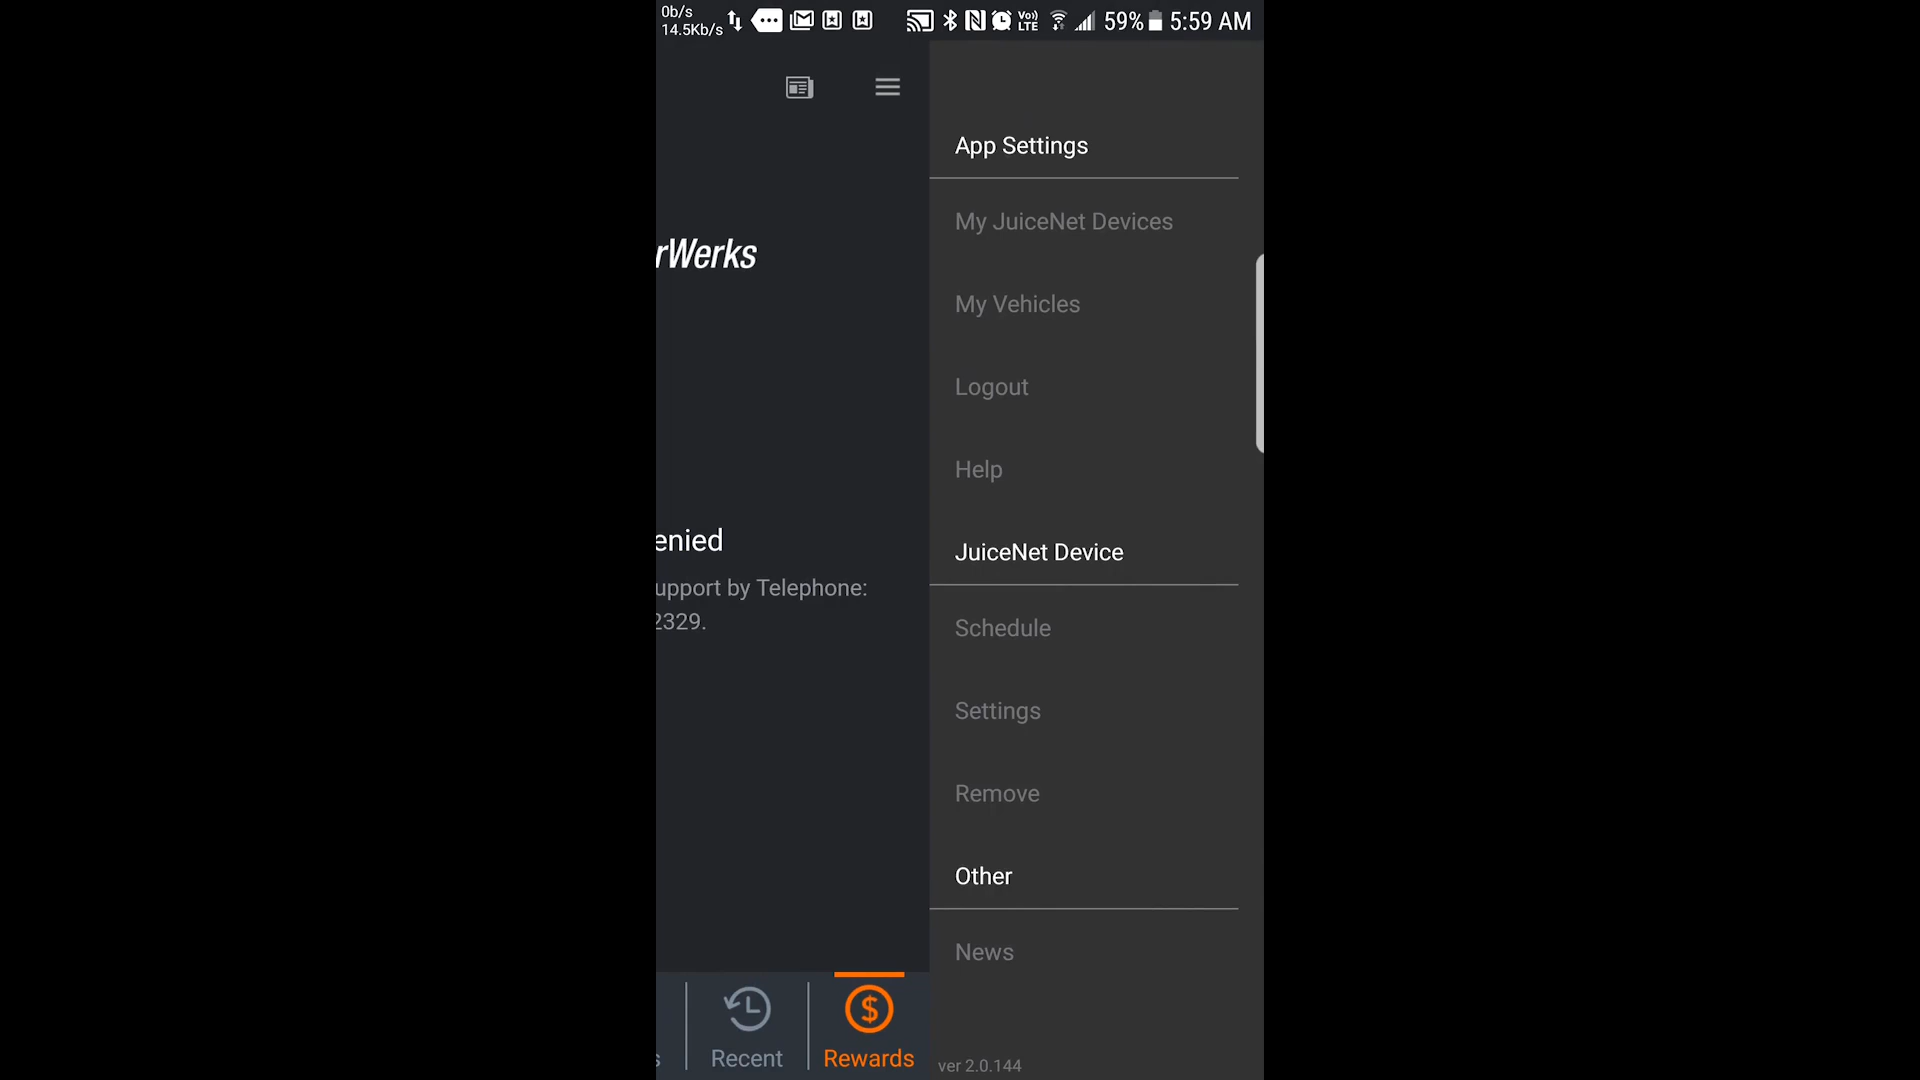 0b/s
14.5Kb/s
VoLTE 59% 5:59 AM
rWerks
enied
upport by Telephone:
2329.
s
Recent
Rewards
App Settings
My JuiceNet Devices
My Vehicles
Logout
Help
JuiceNet Device
Schedule
Settings
Remove
Other
News
ver 2.0.144